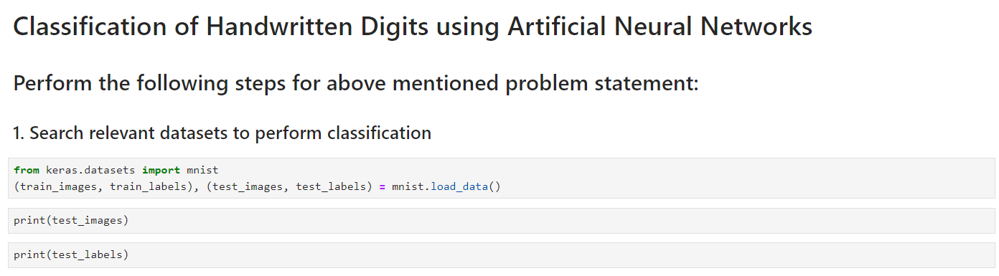 Classification of Handwritten Digits using Artificial Neural Networks
Perform the following steps for above mentioned problem statement:
1. Search relevant datasets to perform classification
from keras.datasets import mnist
(train_images, train_labels), (test_images, test_labels) = mnist.load_data()
print(test_images)
print(test_labels)